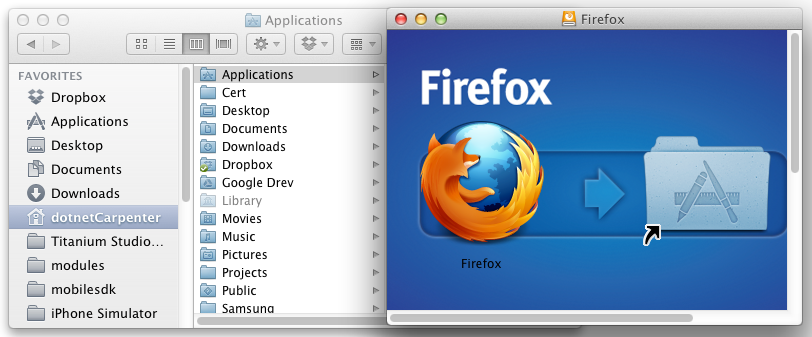 Applications
FAVORITES
Dropbox
Applications
Desktop
Documents
Downloads
dotnetCarpenter
Titanium Studio...
modules
mobilesdk
iPhone Simulator
Applications
Cert
Desktop
Documents
Downloads
Dropbox
Google Drev
Library
Movies
Music
Pictures
Projects
Public
Samsung
Firefox
Firefox
Firefox